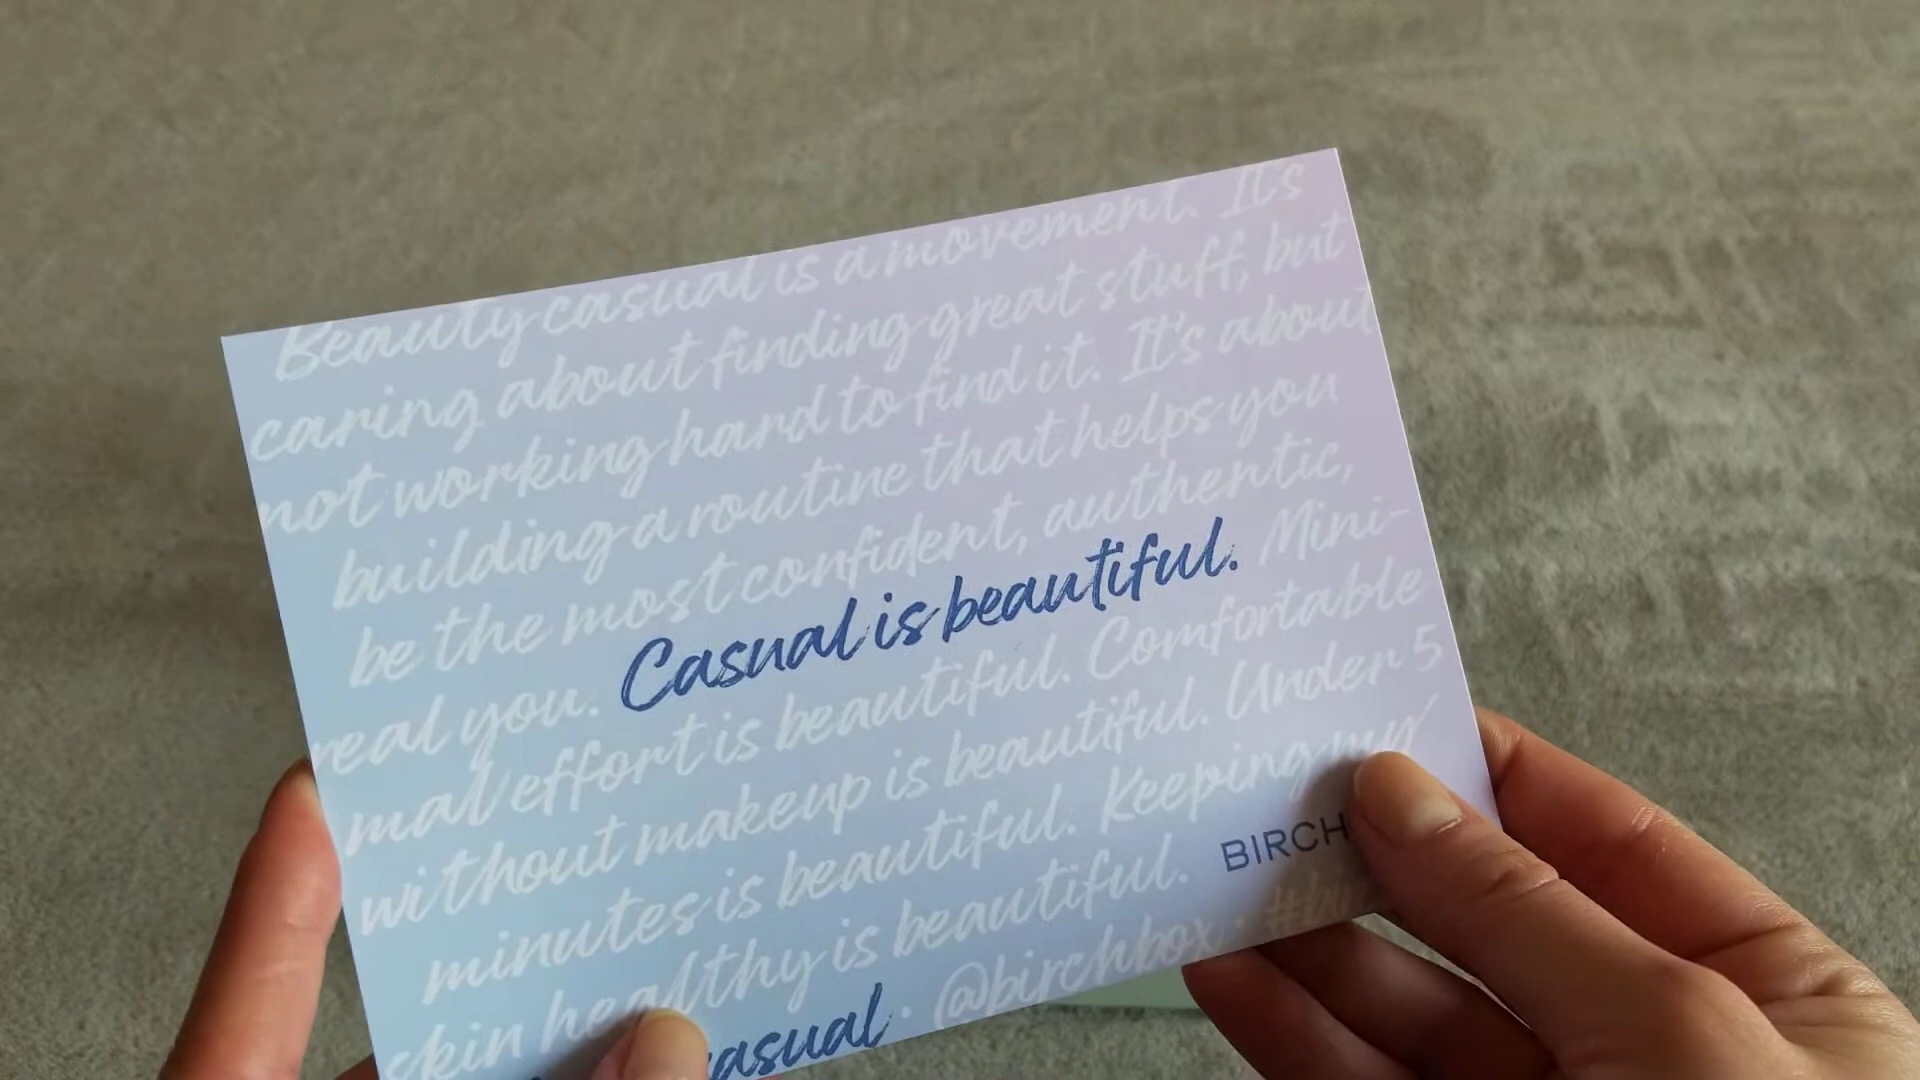 Beauty casual is a movement. It's
caring about finding great stuff, but
not working hard to find it. It's about
building a routine that helps you
be the most confident, authentic,
real you. Casual is beautiful. Mini-
mal effort is beautiful. Comfortable
without makeup is beautiful. Under 5
minutes is beautiful. Keeping my
skin healthy is beautiful. BIRCH
casual · @birchbox · #bi